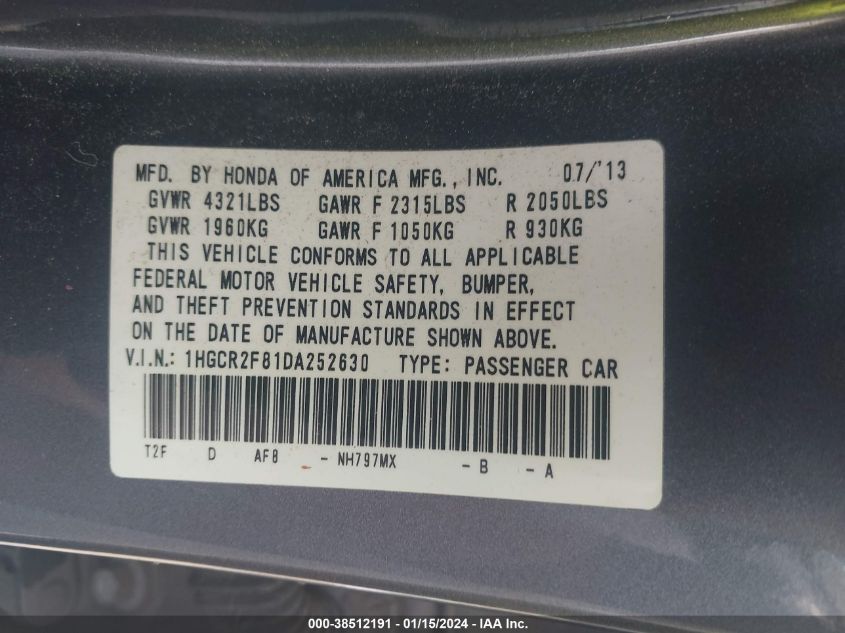 MFD. BY HONDA OF AMERICA MFG., INC. 07/'13
GVWR 4321LBS GAWR F 2315LBS R 2050LBS
GVWR 1960KG GAWR F 1050KG R 930KG
THIS VEHICLE CONFORMS TO ALL APPLICABLE
FEDERAL MOTOR VEHICLE SAFETY, BUMPER,
AND THEFT PREVENTION STANDARDS IN EFFECT
ON THE DATE OF MANUFACTURE SHOWN ABOVE.
V.I.N.: 1HGCR2F81DA252630 TYPE: PASSENGER CAR
T2F D AF8 - NH797MX - B - A
000-38512191 - 01/15/2024 - IAA Inc.